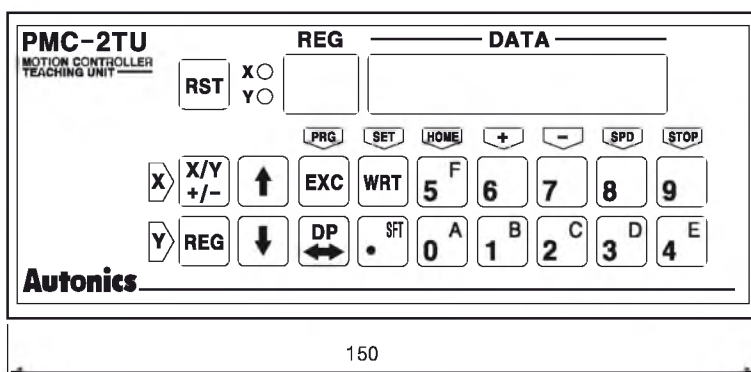 PMC-2TU REG DATA
MOTION CONTROLLER
TEACHING UNIT
RST X
Y
PRG SET HOME + - SPD STOP
X X/Y +/- ↑ EXC WRT 5 F 6 7 8 9
Y REG ↓ DP ↔ • SFT 0 A 1 B 2 C 3 D 4 E
Autonics
150